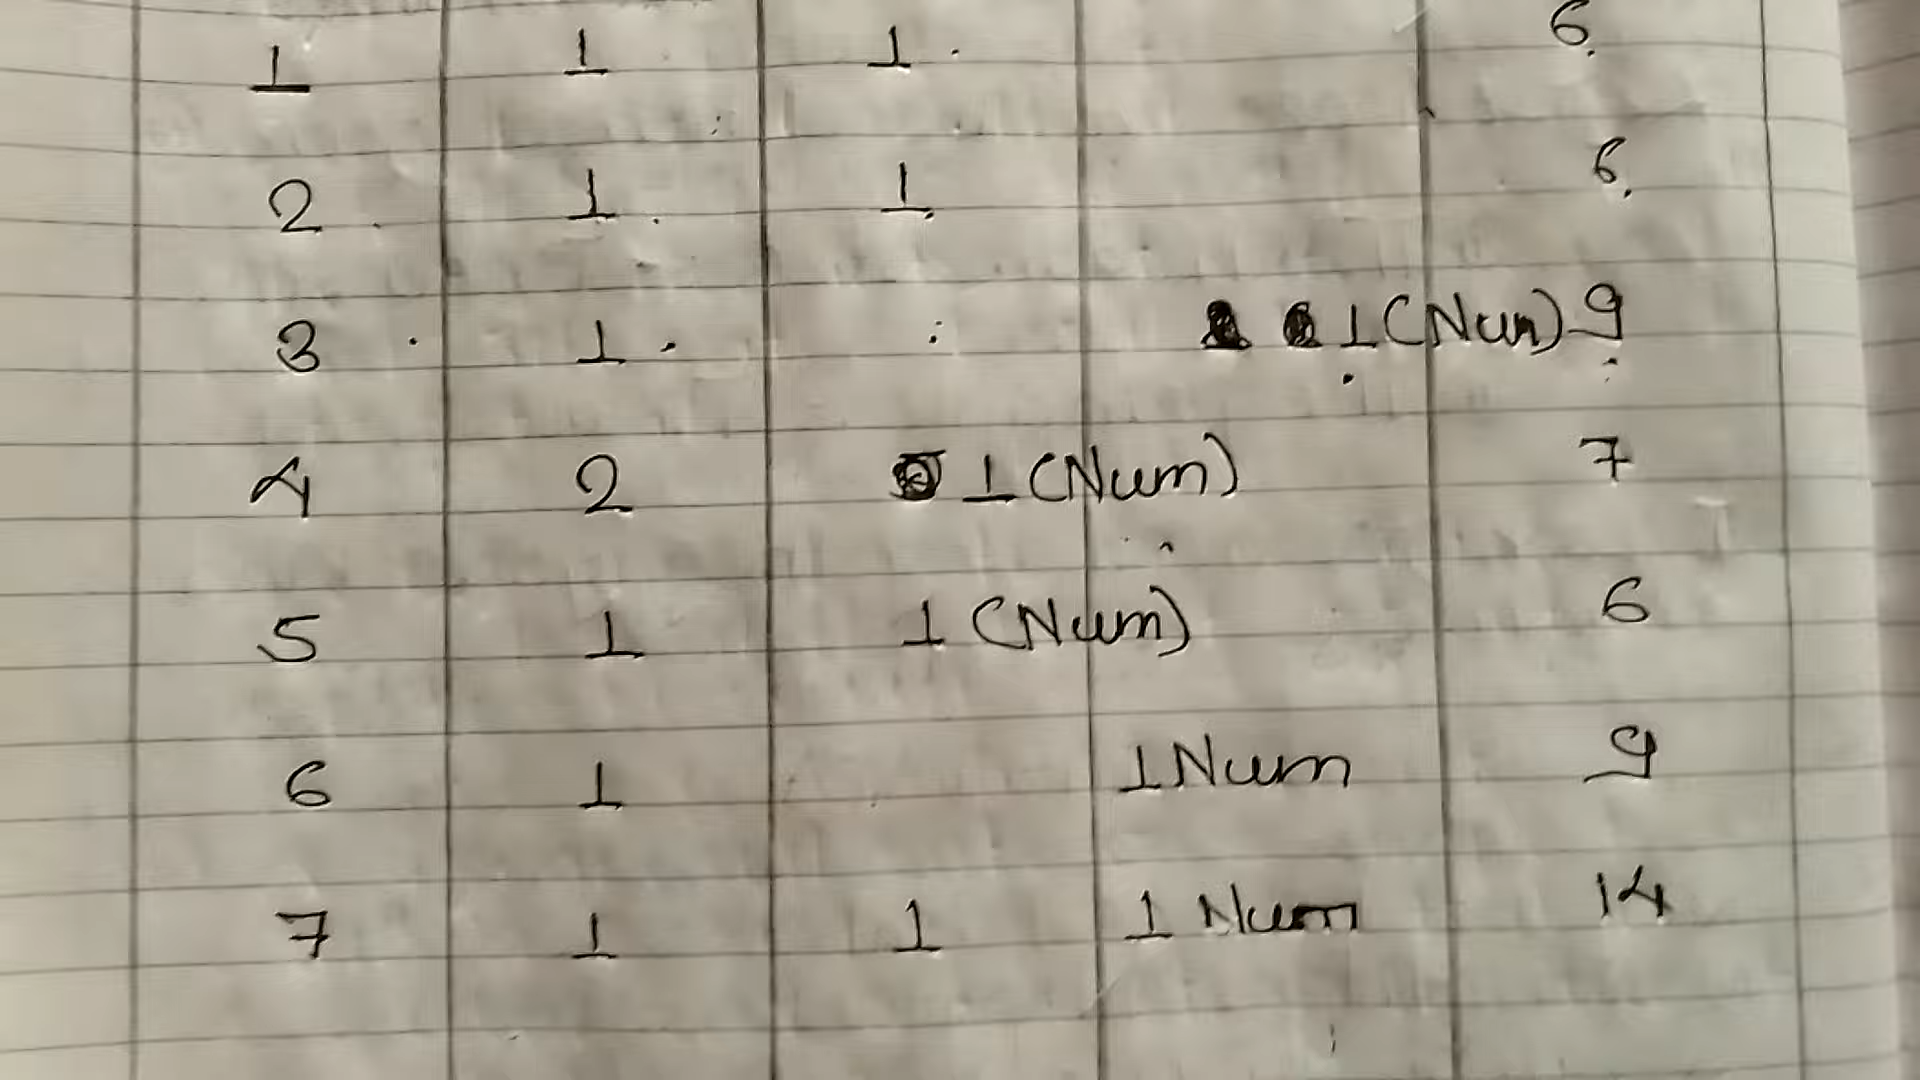 1 1 1 6.
2 1 1 6.
3 1 1(Num) 9
4 2 1 (Num) 7
5 1 1 (Num) 6
6 1 1 Num 9
7 1 1 1 Num 14